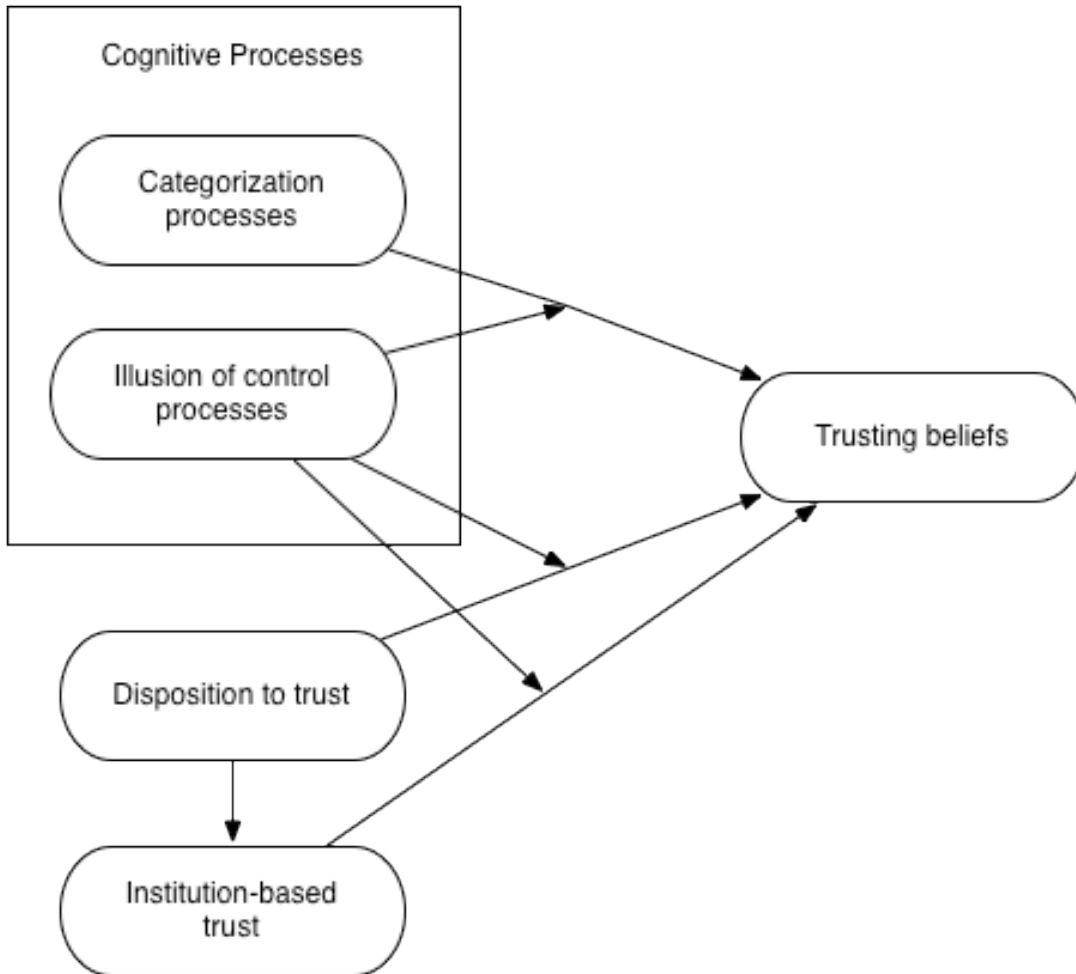 Cognitive Processes
Categorization
processes
Illusion of control
processes
Trusting beliefs
Disposition to trust
Institution-based
trust